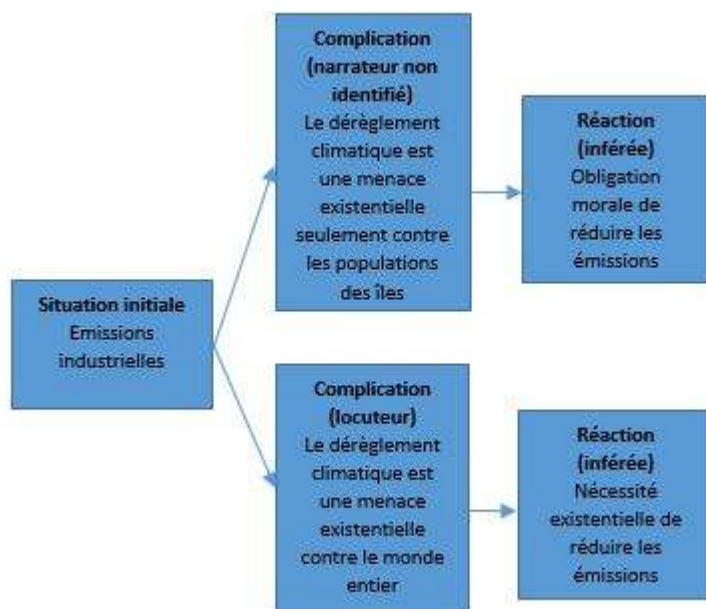 Situation initiale
Emissions
industrielles
Complication
(narrateur non
identifié)
Le dérèglement
climatique est
une menace
existentielle
seulement contre
les populations
des îles
Réaction
(inférée)
Obligation
morale de
réduire les
émissions
Complication
(locuteur)
Le dérèglement
climatique est
une menace
existentielle
contre le monde
entier
Réaction
(inférée)
Nécessité
existentielle de
réduire les
émissions